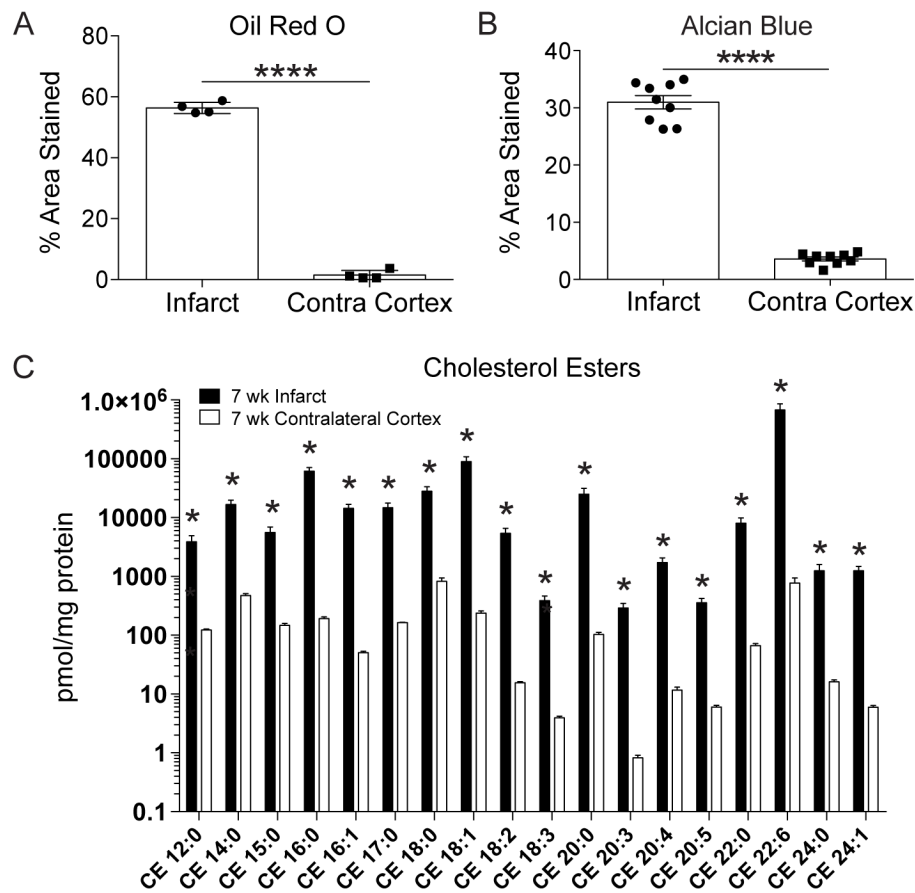 A
Oil Red O
80
60
40
20
0
% Area Stained
****
Infarct
Contra Cortex
B
Alcian Blue
40
30
20
10
0
% Area Stained
****
Infarct
Contra Cortex
C
Cholesterol Esters
7 wk Infarct
7 wk Contralateral Cortex
1.0×10⁶
100000
10000
1000
100
10
1
0.1
pmol/mg protein
* * * * * * * * * * * * * * * * * *
* *
*
CE 12:0
CE 14:0
CE 15:0
CE 16:0
CE 16:1
CE 17:0
CE 18:0
CE 18:1
CE 18:2
CE 18:3
CE 20:0
CE 20:3
CE 20:4
CE 20:5
CE 22:0
CE 22:6
CE 24:0
CE 24:1